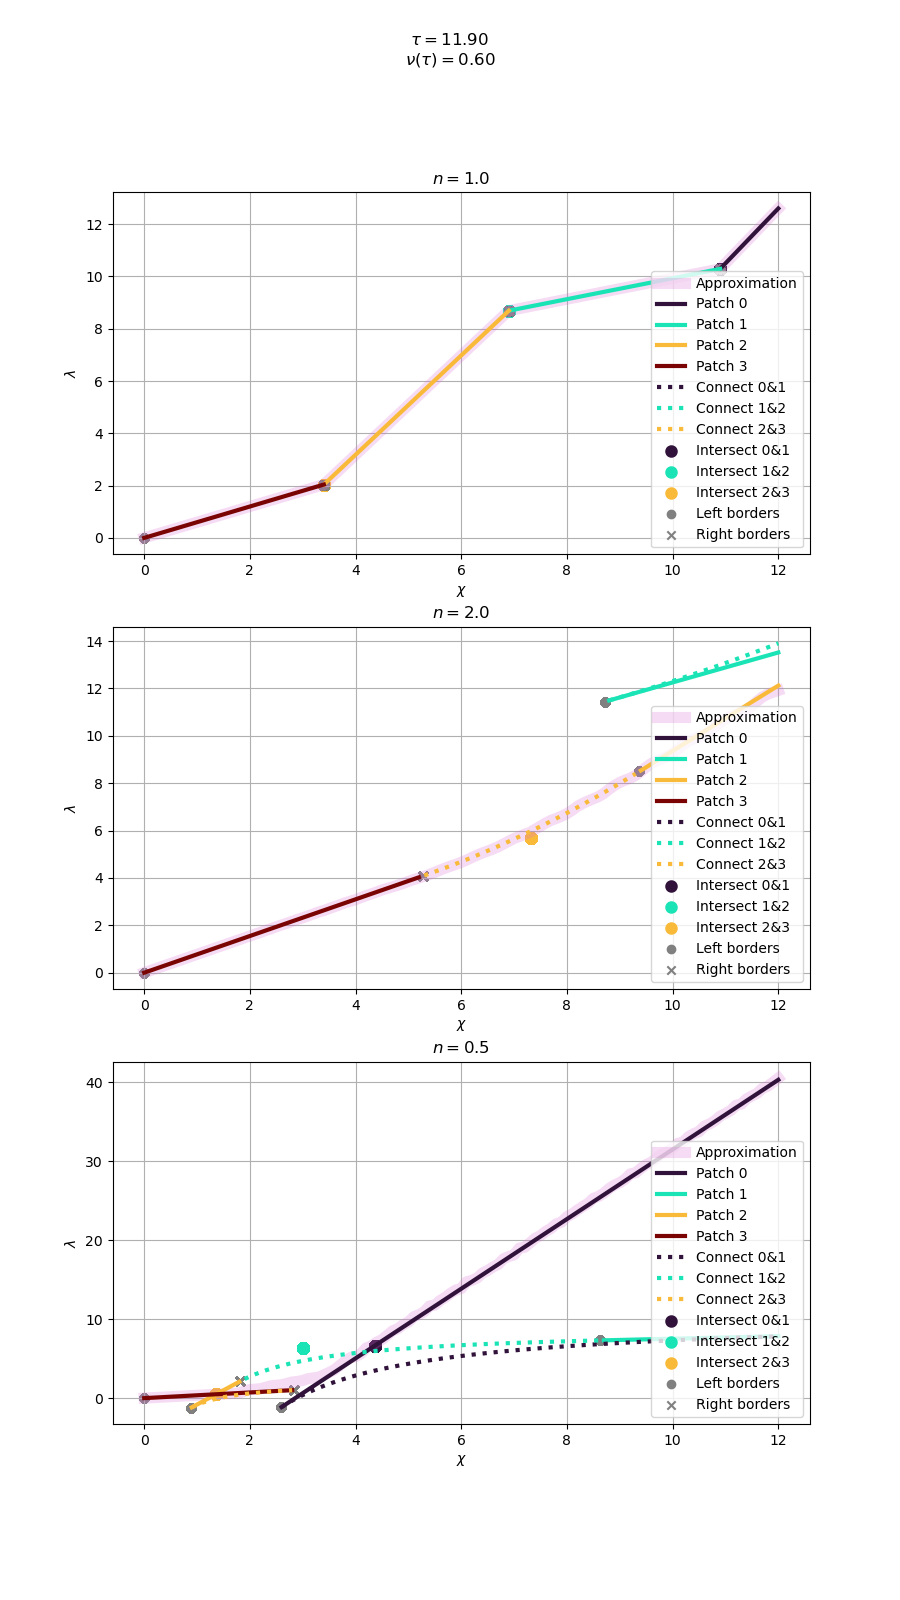 τ = 11.90
ν(τ) = 0.60
n = 1.0
12
10
8
6
4
2
0
λ
Approximation
Patch 0
Patch 1
Patch 2
Patch 3
Connect 0&1
Connect 1&2
Connect 2&3
Intersect 0&1
Intersect 1&2
Intersect 2&3
Left borders
Right borders
0 2 4 6 8 10 12
χ
n = 2.0
14
12
10
8
6
4
2
0
λ
Approximation
Patch 0
Patch 1
Patch 2
Patch 3
Connect 0&1
Connect 1&2
Connect 2&3
Intersect 0&1
Intersect 1&2
Intersect 2&3
Left borders
Right borders
0 2 4 6 8 10 12
χ
n = 0.5
40
30
20
10
0
λ
Approximation
Patch 0
Patch 1
Patch 2
Patch 3
Connect 0&1
Connect 1&2
Connect 2&3
Intersect 0&1
Intersect 1&2
Intersect 2&3
Left borders
Right borders
0 2 4 6 8 10 12
χ